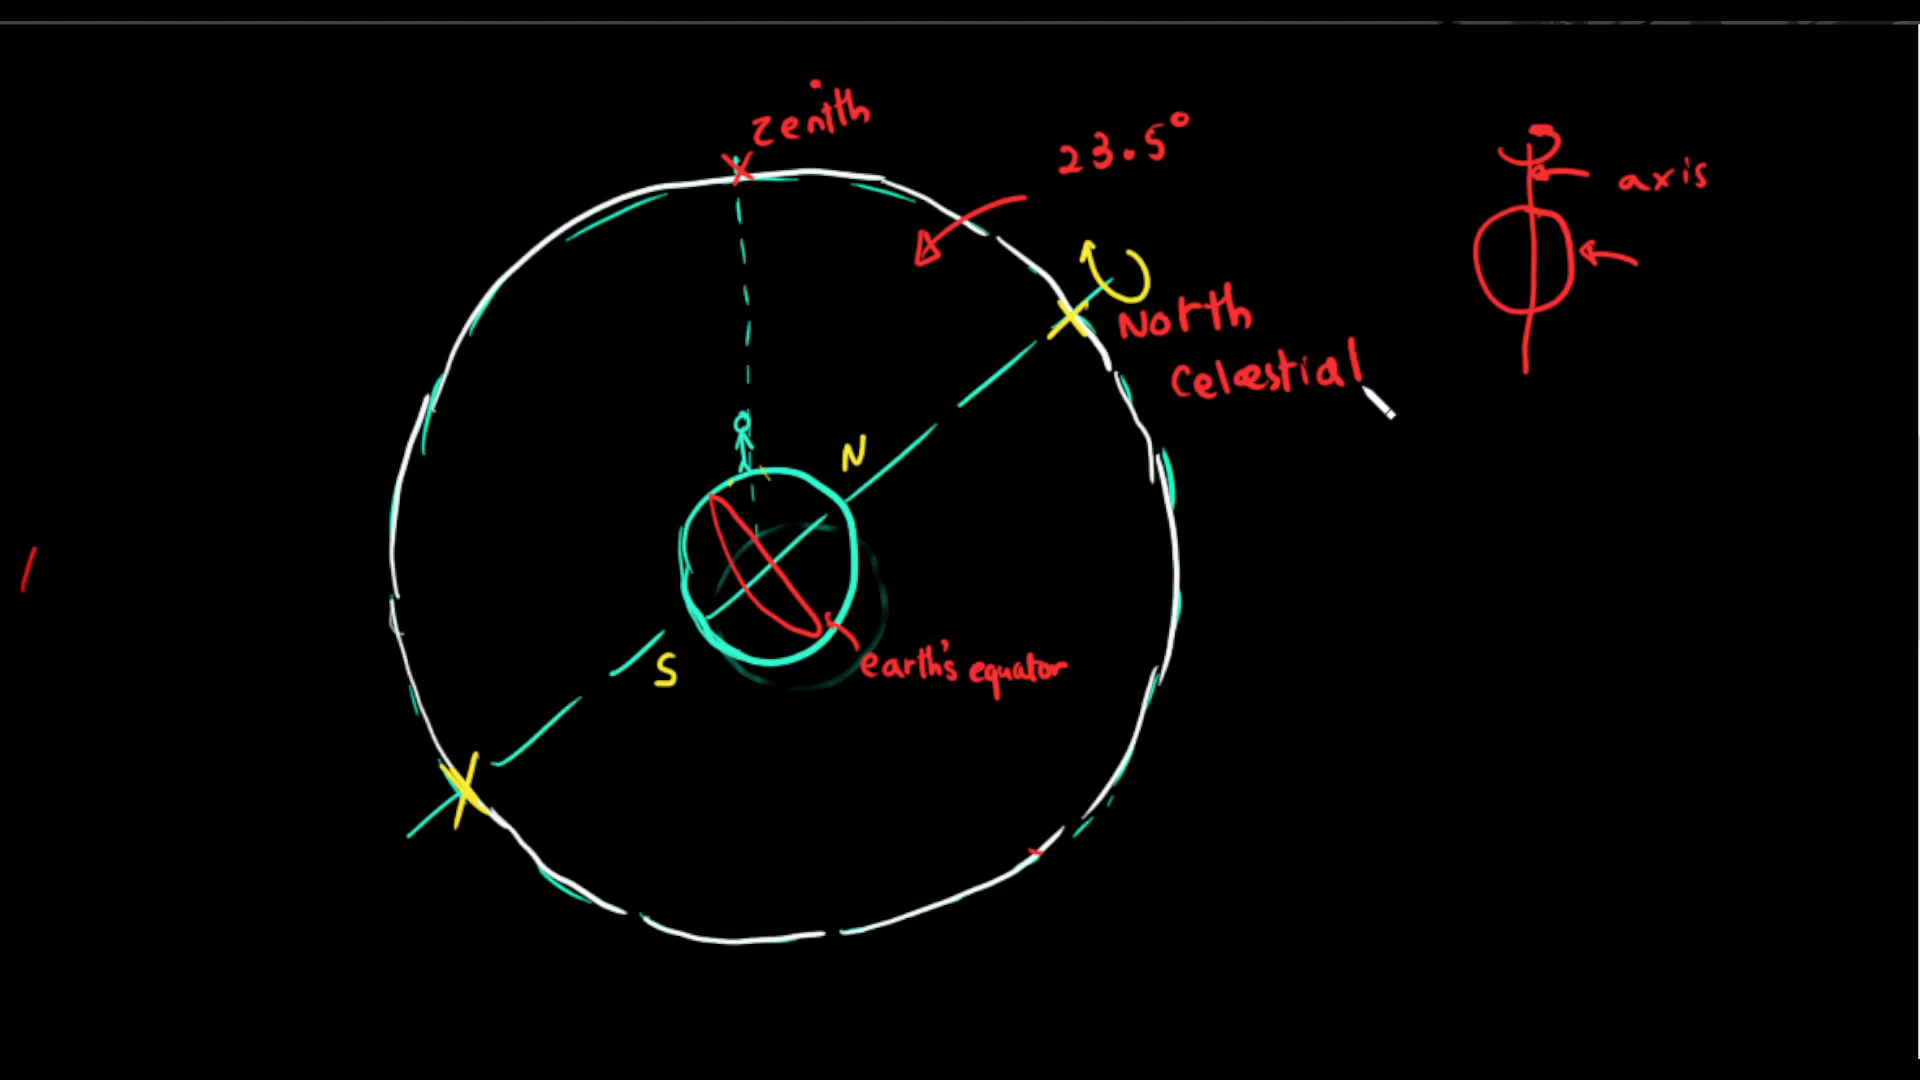 zenith
23.5°
axis
North
Celestial
N
earth's equator
S